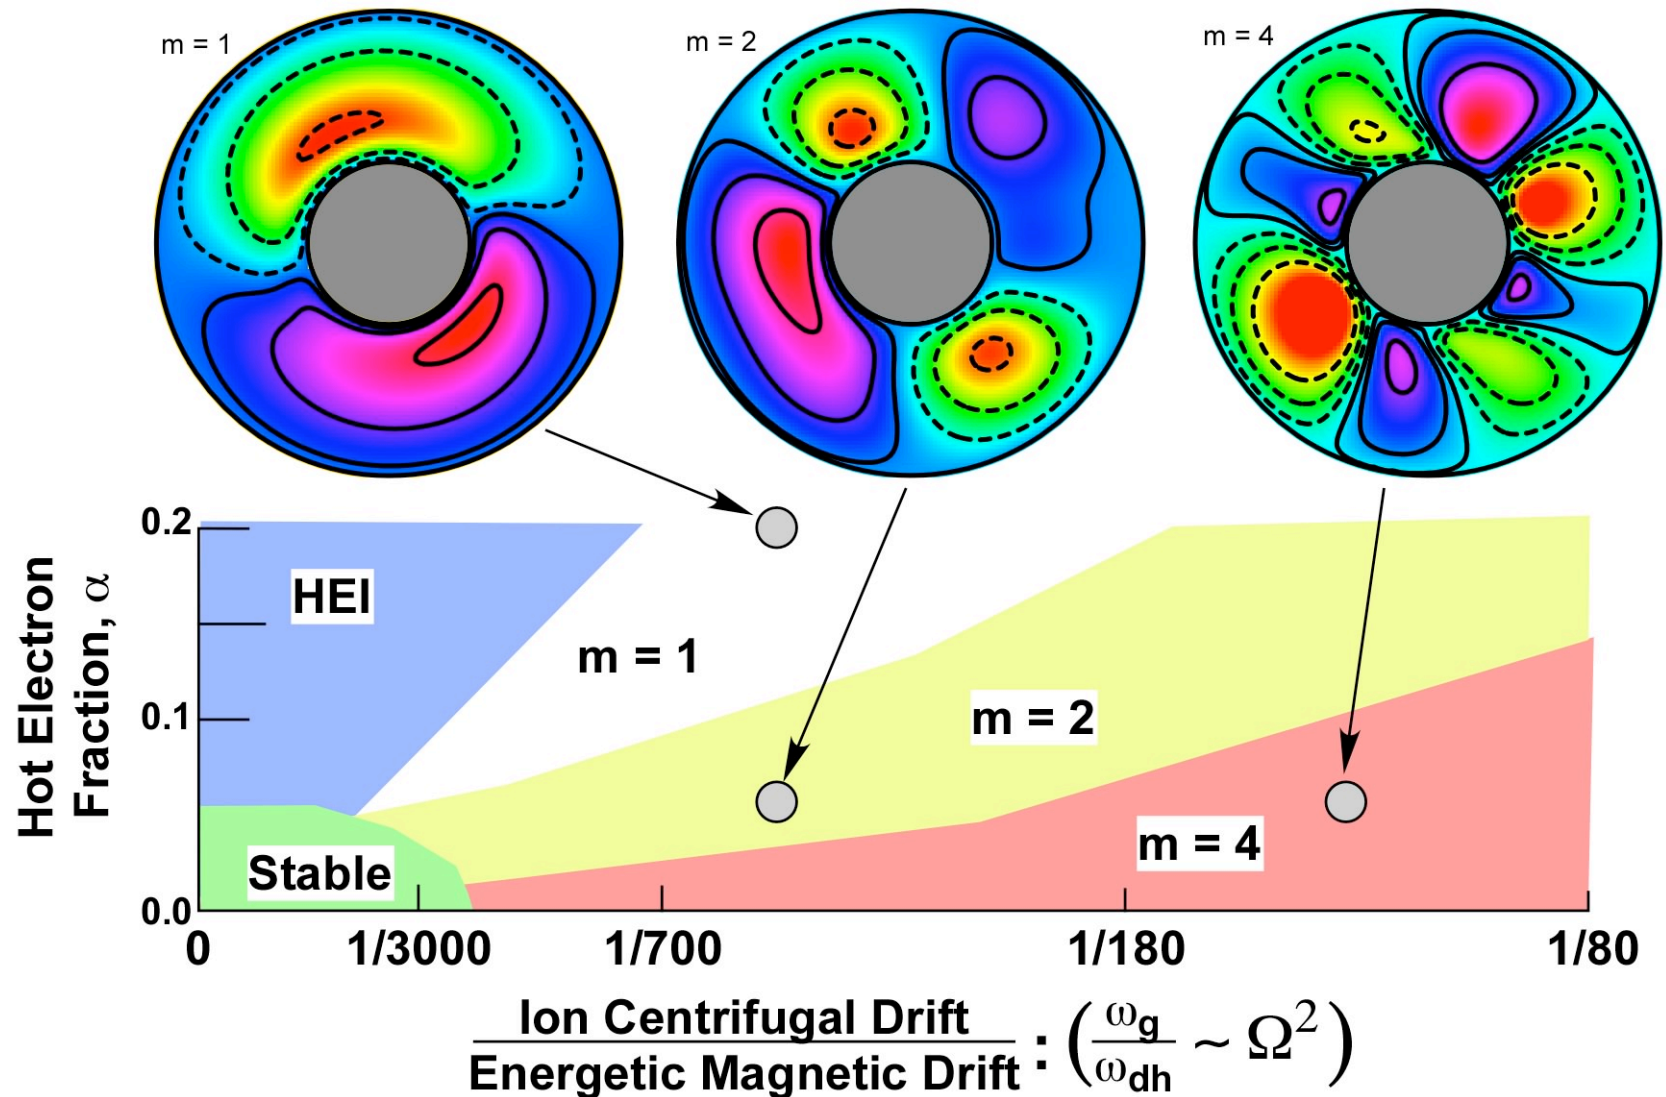 m = 1
m = 2
m = 4
Hot Electron
Fraction, α
0.2
0.1
0.0
HEI
m = 1
m = 2
m = 4
Stable
0
1/3000
1/700
1/180
1/80
Ion Centrifugal Drift
Energetic Magnetic Drift
: (ωg/ωdh ~ Ω²)